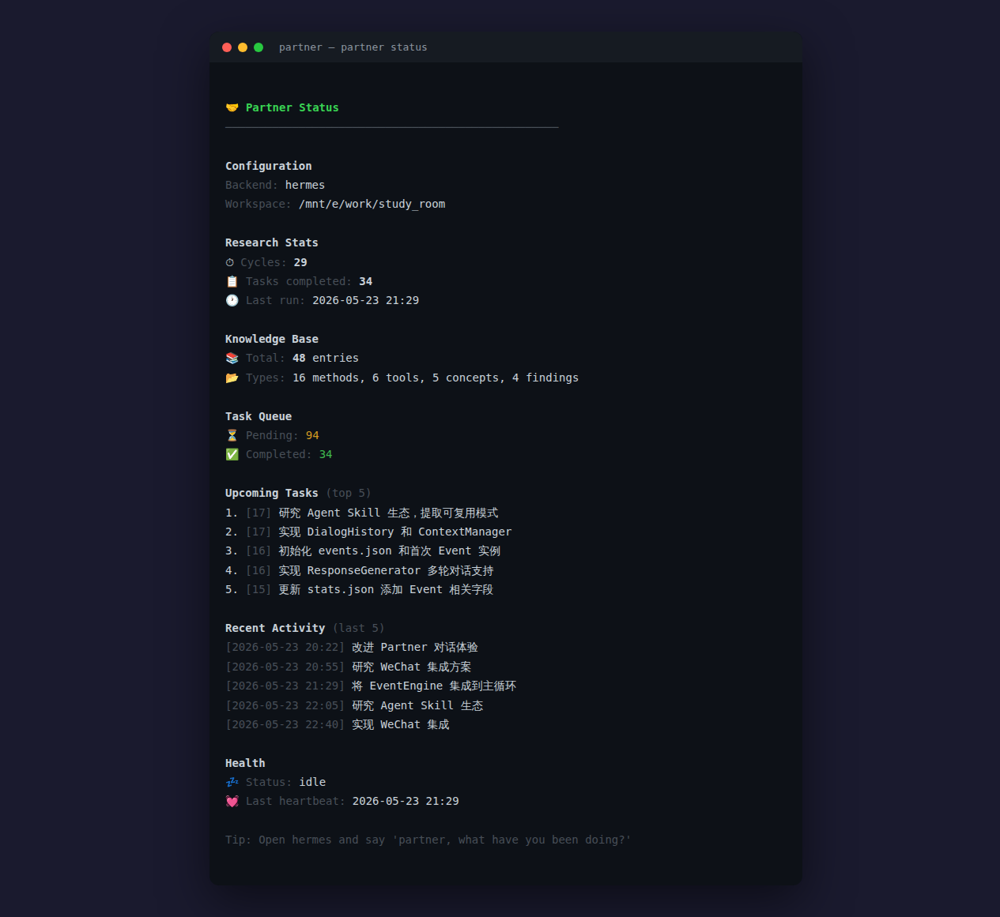 partner — partner status
🤝 Partner Status
Configuration
Backend: hermes
Workspace: /mnt/e/work/study_room
Research Stats
⏱ Cycles: 29
📋 Tasks completed: 34
🕐 Last run: 2026-05-23 21:29
Knowledge Base
📚 Total: 48 entries
📂 Types: 16 methods, 6 tools, 5 concepts, 4 findings
Task Queue
⏳ Pending: 94
✅ Completed: 34
Upcoming Tasks (top 5)
1. [17] 研究 Agent Skill 生态，提取可复用模式
2. [17] 实现 DialogHistory 和 ContextManager
3. [16] 初始化 events.json 和首次 Event 实例
4. [16] 实现 ResponseGenerator 多轮对话支持
5. [15] 更新 stats.json 添加 Event 相关字段
Recent Activity (last 5)
[2026-05-23 20:22] 改进 Partner 对话体验
[2026-05-23 20:55] 研究 WeChat 集成方案
[2026-05-23 21:29] 将 EventEngine 集成到主循环
[2026-05-23 22:05] 研究 Agent Skill 生态
[2026-05-23 22:40] 实现 WeChat 集成
Health
💤 Status: idle
💓 Last heartbeat: 2026-05-23 21:29
Tip: Open hermes and say 'partner, what have you been doing?'